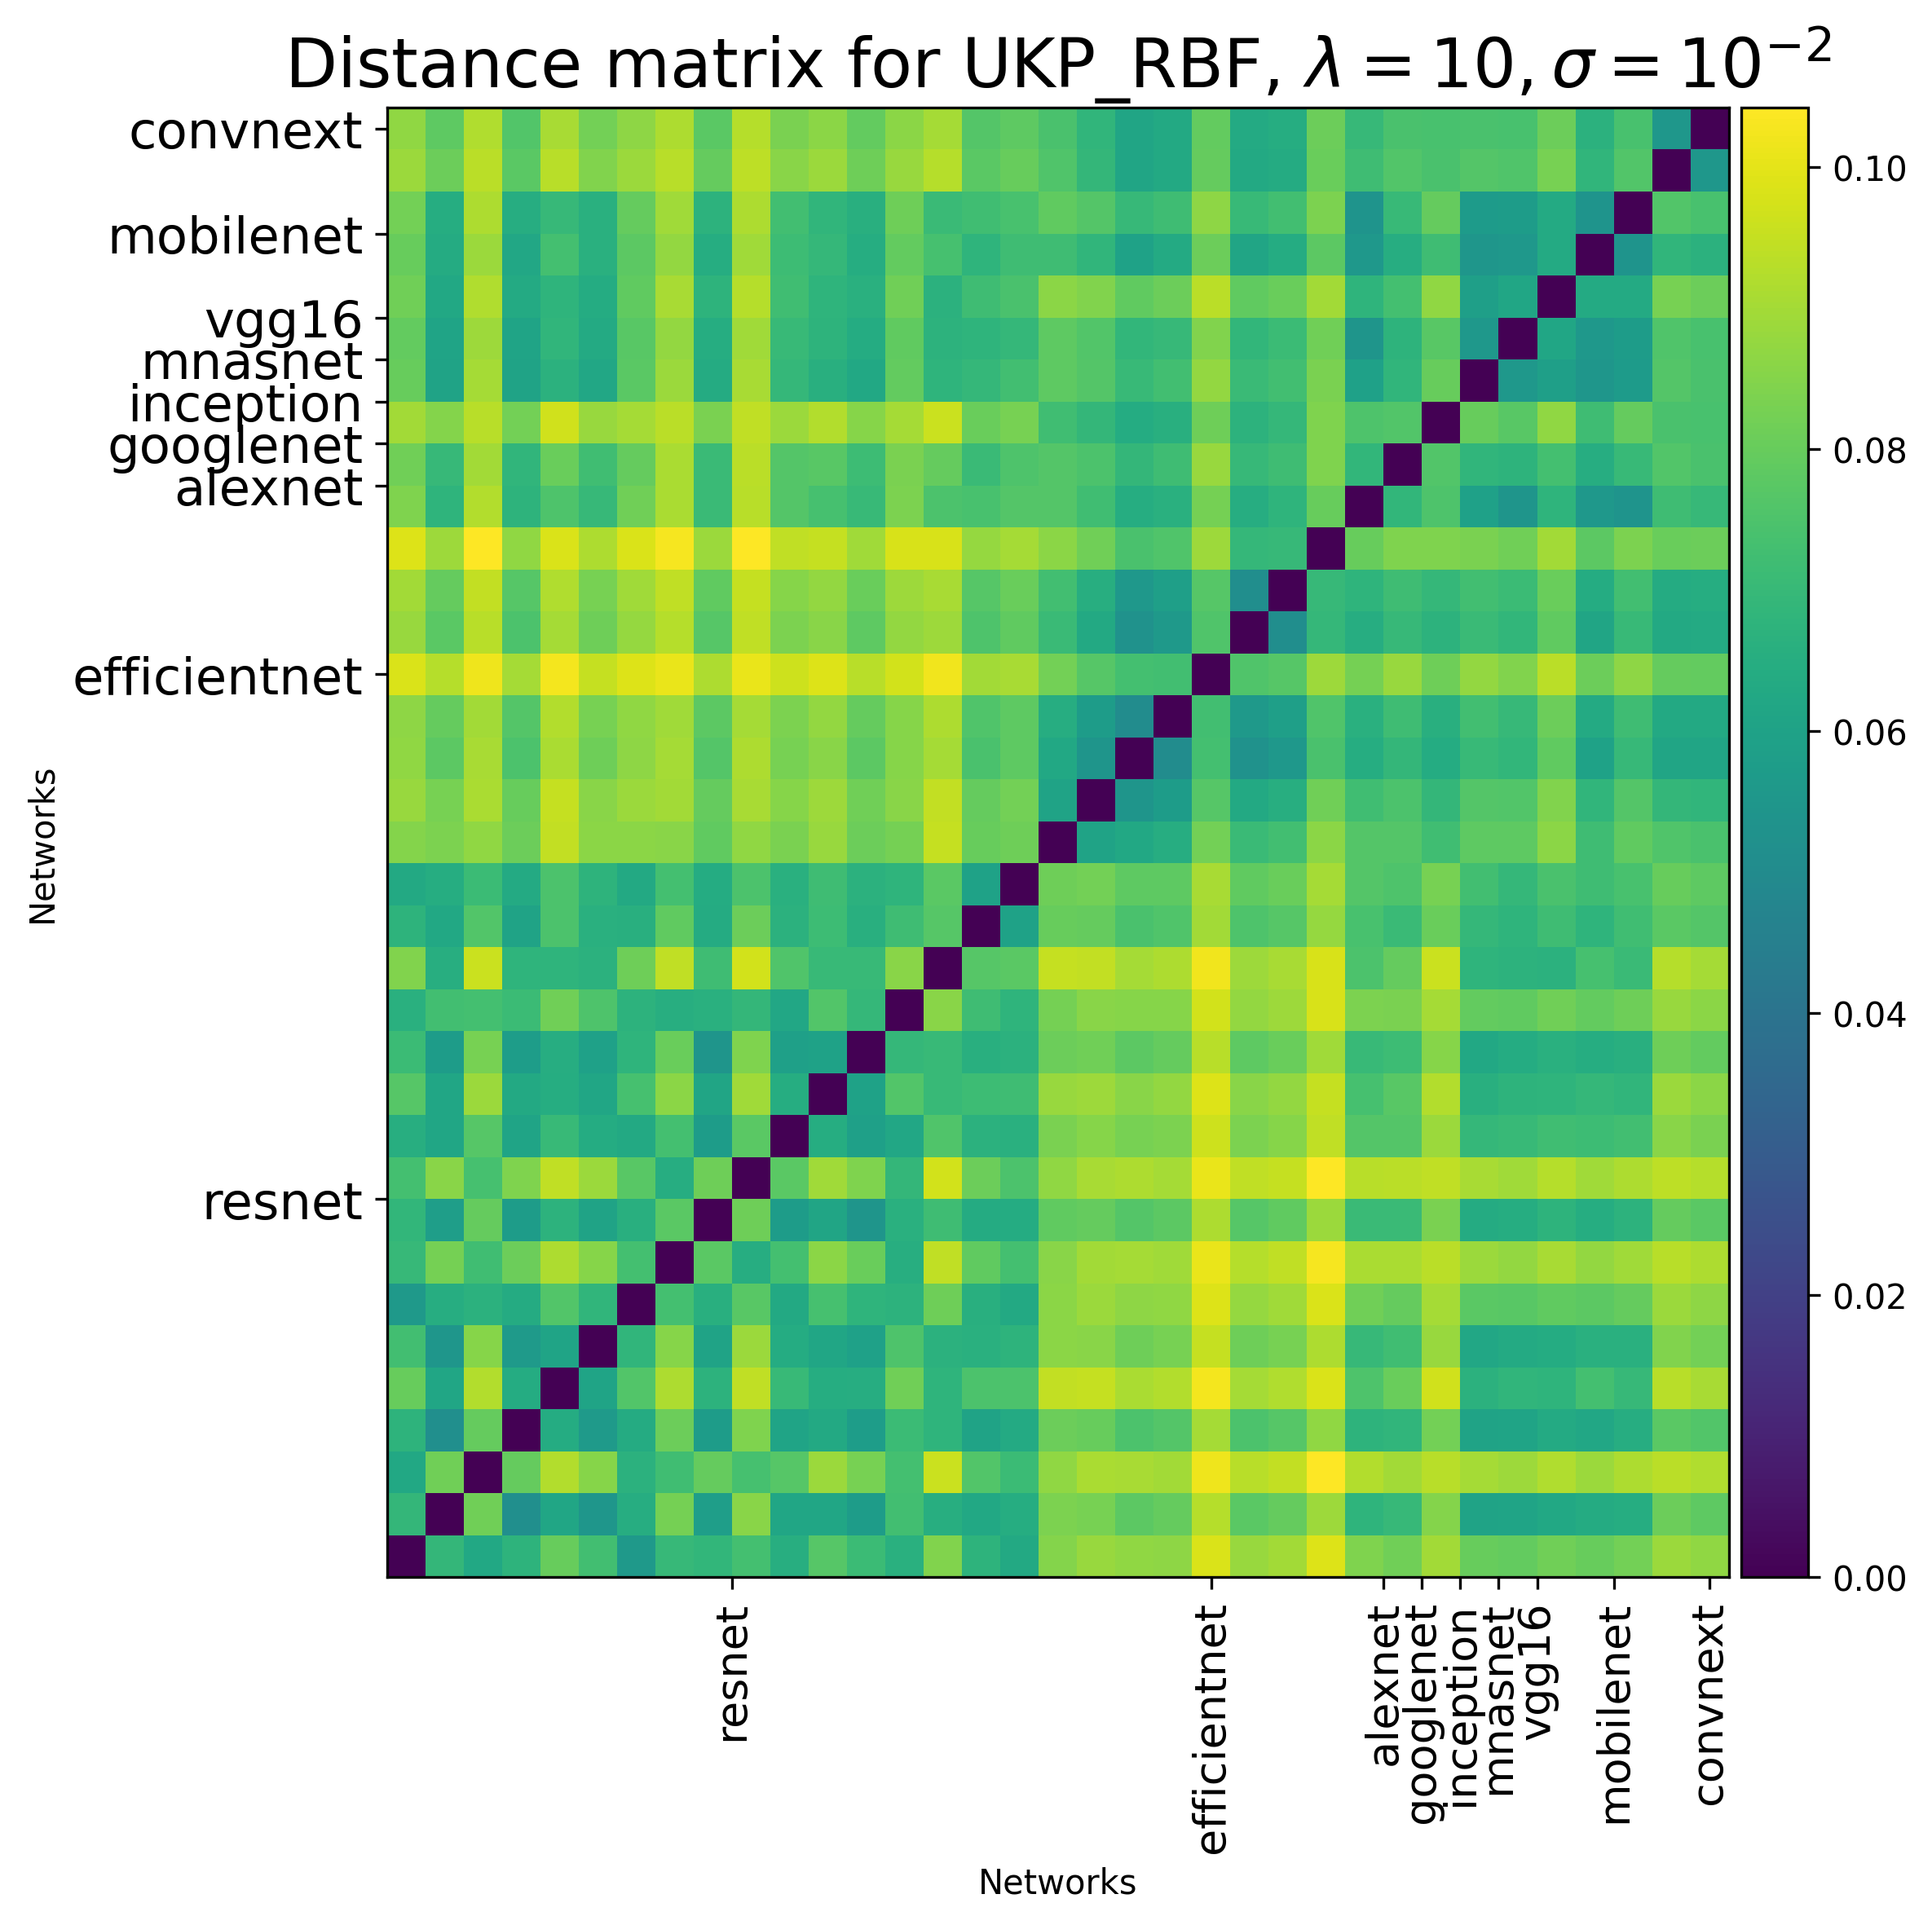 Distance matrix for UKP_RBF, λ = 10, σ = 10⁻²
convnext
mobilenet
vgg16
mnasnet
inception
googlenet
alexnet
efficientnet
resnet
Networks
0.10
0.08
0.06
0.04
0.02
0.00
resnet
efficientnet
alexnet
googlenet
inception
mnasnet
vgg16
mobilenet
convnext
Networks